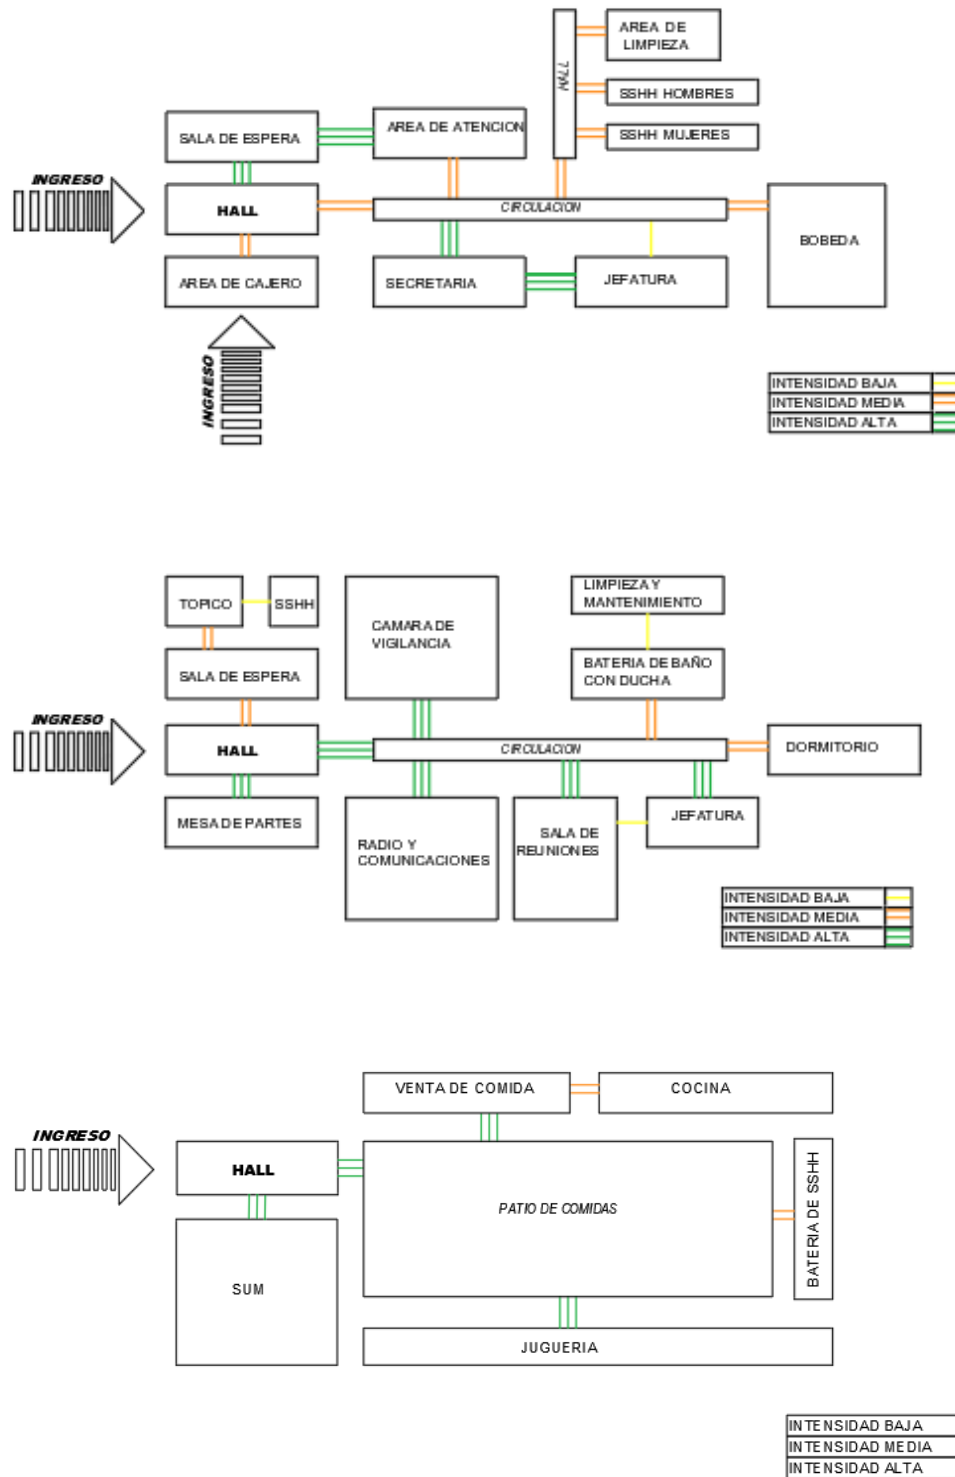 AREA DE
LIMPIEZA
HALL
SSHH HOMBRES
SALA DE ESPERA
AREA DE ATENCION
SSHH MUJERES
INGRESO
HALL
CIRCULACION
BOBEDA
AREA DE CAJERO
SECRETARIA
JEFATURA
INGRESO
INTENSIDAD BAJA
INTENSIDAD MEDIA
INTENSIDAD ALTA
TOPICO
SSHH
CAMARA DE
VIGILANCIA
LIMPIEZA Y
MANTENIMIENTO
SALA DE ESPERA
BATERIA DE BAÑO
CON DUCHA
INGRESO
HALL
CIRCULACION
DORMITORIO
MESA DE PARTES
RADIO Y
COMUNICACIONES
SALA DE
REUNIONES
JEFATURA
INTENSIDAD BAJA
INTENSIDAD MEDIA
INTENSIDAD ALTA
VENTA DE COMIDA
COCINA
INGRESO
HALL
PATIO DE COMIDAS
BATERIA DE SSHH
SUM
JUGUERIA
INTENSIDAD BAJA
INTENSIDAD MEDIA
INTENSIDAD ALTA